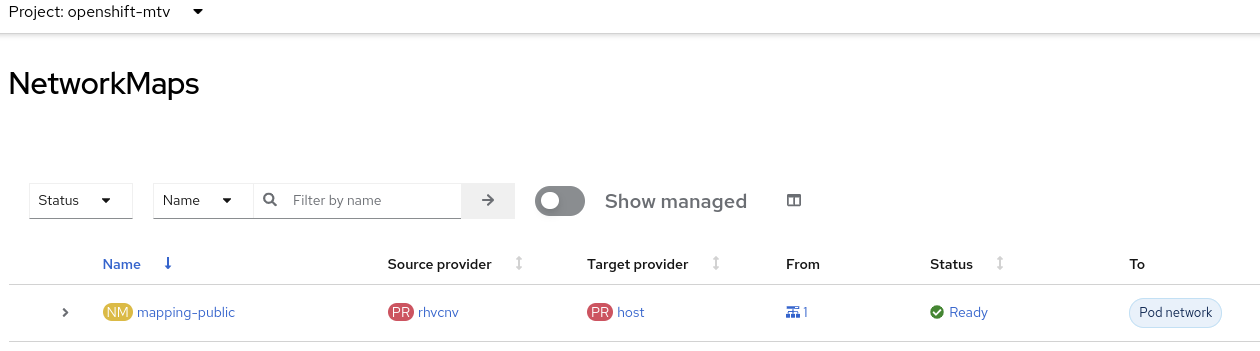 Project: openshift-mtv
NetworkMaps
Status Name Filter by name Show managed
Name Source provider Target provider From Status To
NM mapping-public PR rhvcnv PR host 1 Ready Pod network